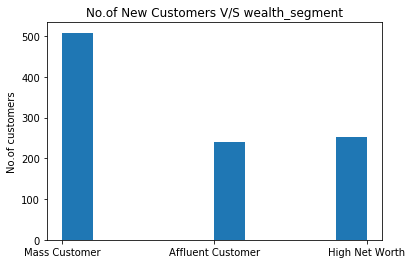 No.of New Customers V/S wealth_segment
No.of customers
500
400
300
200
100
0
Mass Customer Affluent Customer High Net Worth